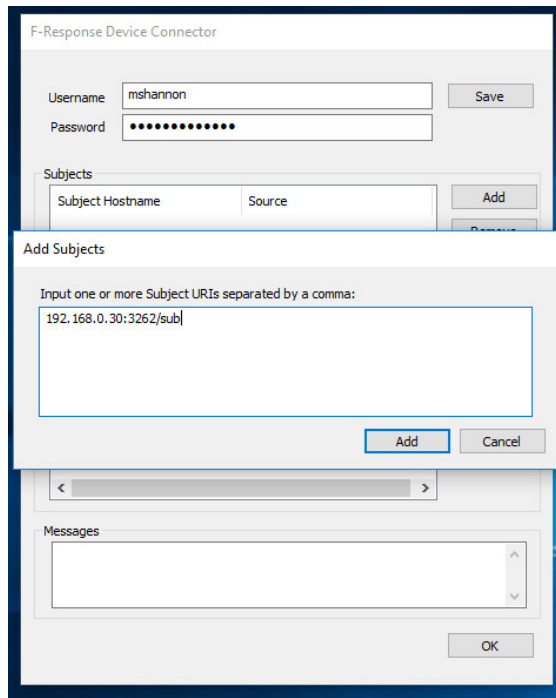 F-Response Device Connector
Username mshannon Save
Password •••••••••••••
Subjects
Subject Hostname Source Add
Add Subjects
Input one or more Subject URIs separated by a comma:
192.168.0.30:3262/sub
Add Cancel
Messages
OK